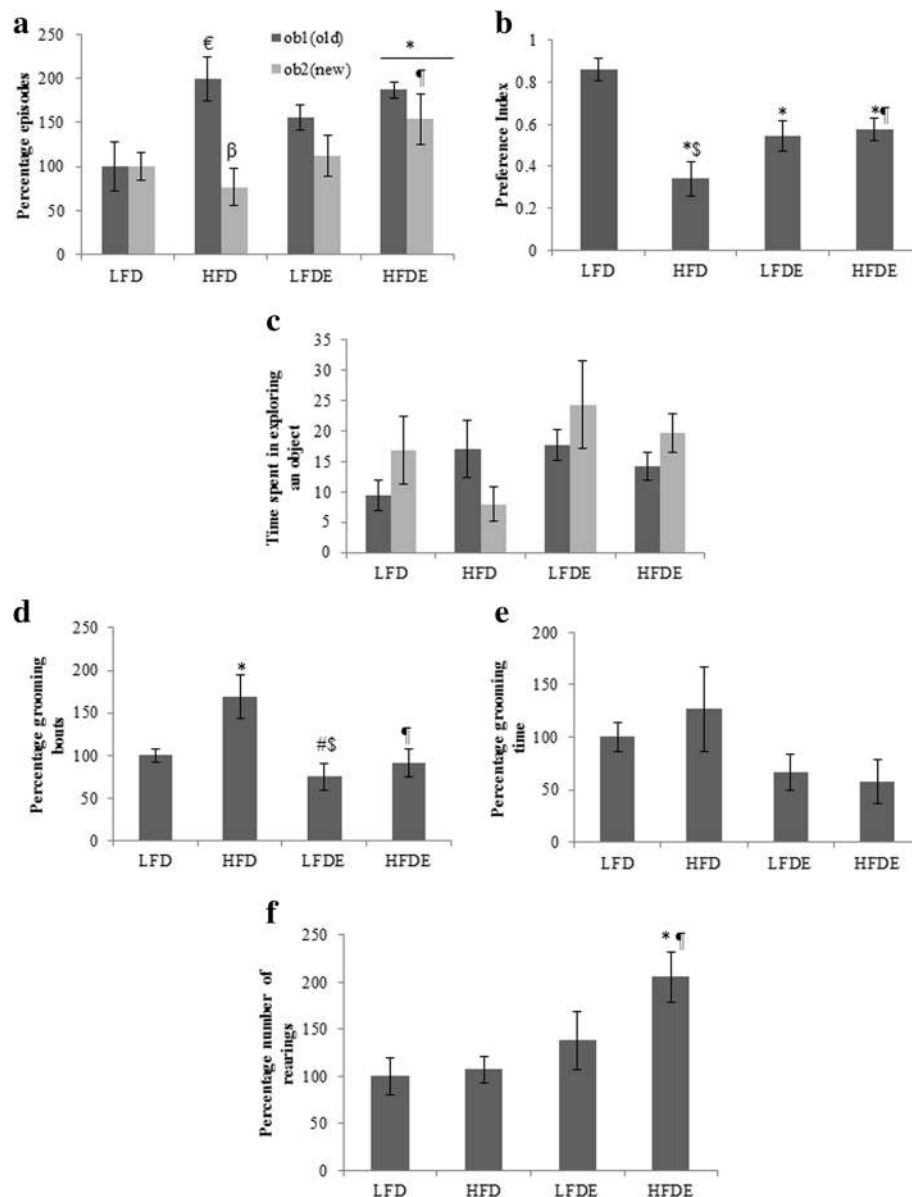 a
Percentage episodes
250
200
150
100
50
0
€
β
*
¶
ob1(old)
ob2(new)
LFD HFD LFDE HFDE
b
Preference Index
1
0.8
0.6
0.4
0.2
0
*$
*
*¶
LFD HFD LFDE HFDE
c
Time spent in exploring
an object
35
30
25
20
15
10
5
0
LFD HFD LFDE HFDE
d
Percentage grooming
bouts
250
200
150
100
50
0
*
#$
¶
LFD HFD LFDE HFDE
e
Percentage grooming
time
200
150
100
50
0
LFD HFD LFDE HFDE
f
Percentage number of
rearings
250
200
150
100
50
0
* ¶
LFD HFD LFDE HFDE